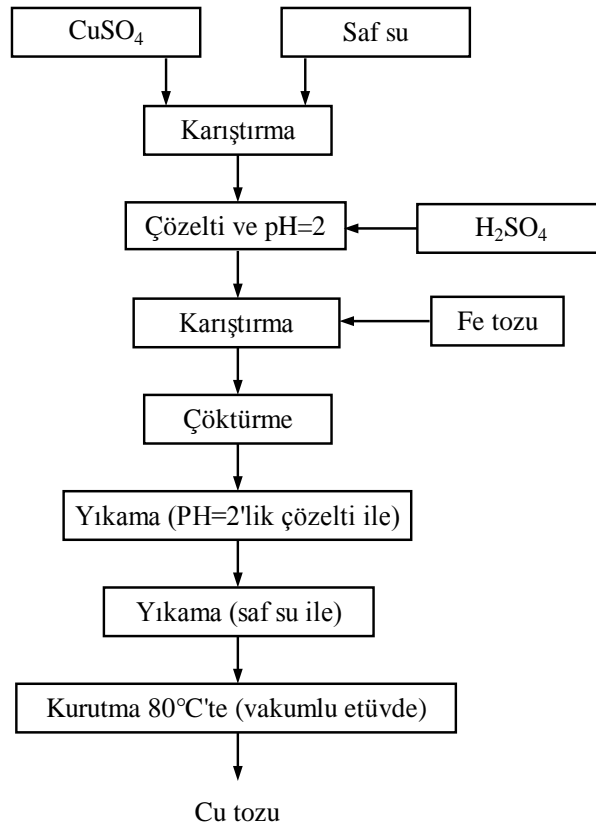 CuSO₄
Saf su
Karıştırma
Çözelti ve pH=2
H₂SO₄
Karıştırma
Fe tozu
Çöktürme
Yıkama (PH=2'lik çözelti ile)
Yıkama (saf su ile)
Kurutma 80°C'te (vakumlu etüvde)
Cu tozu